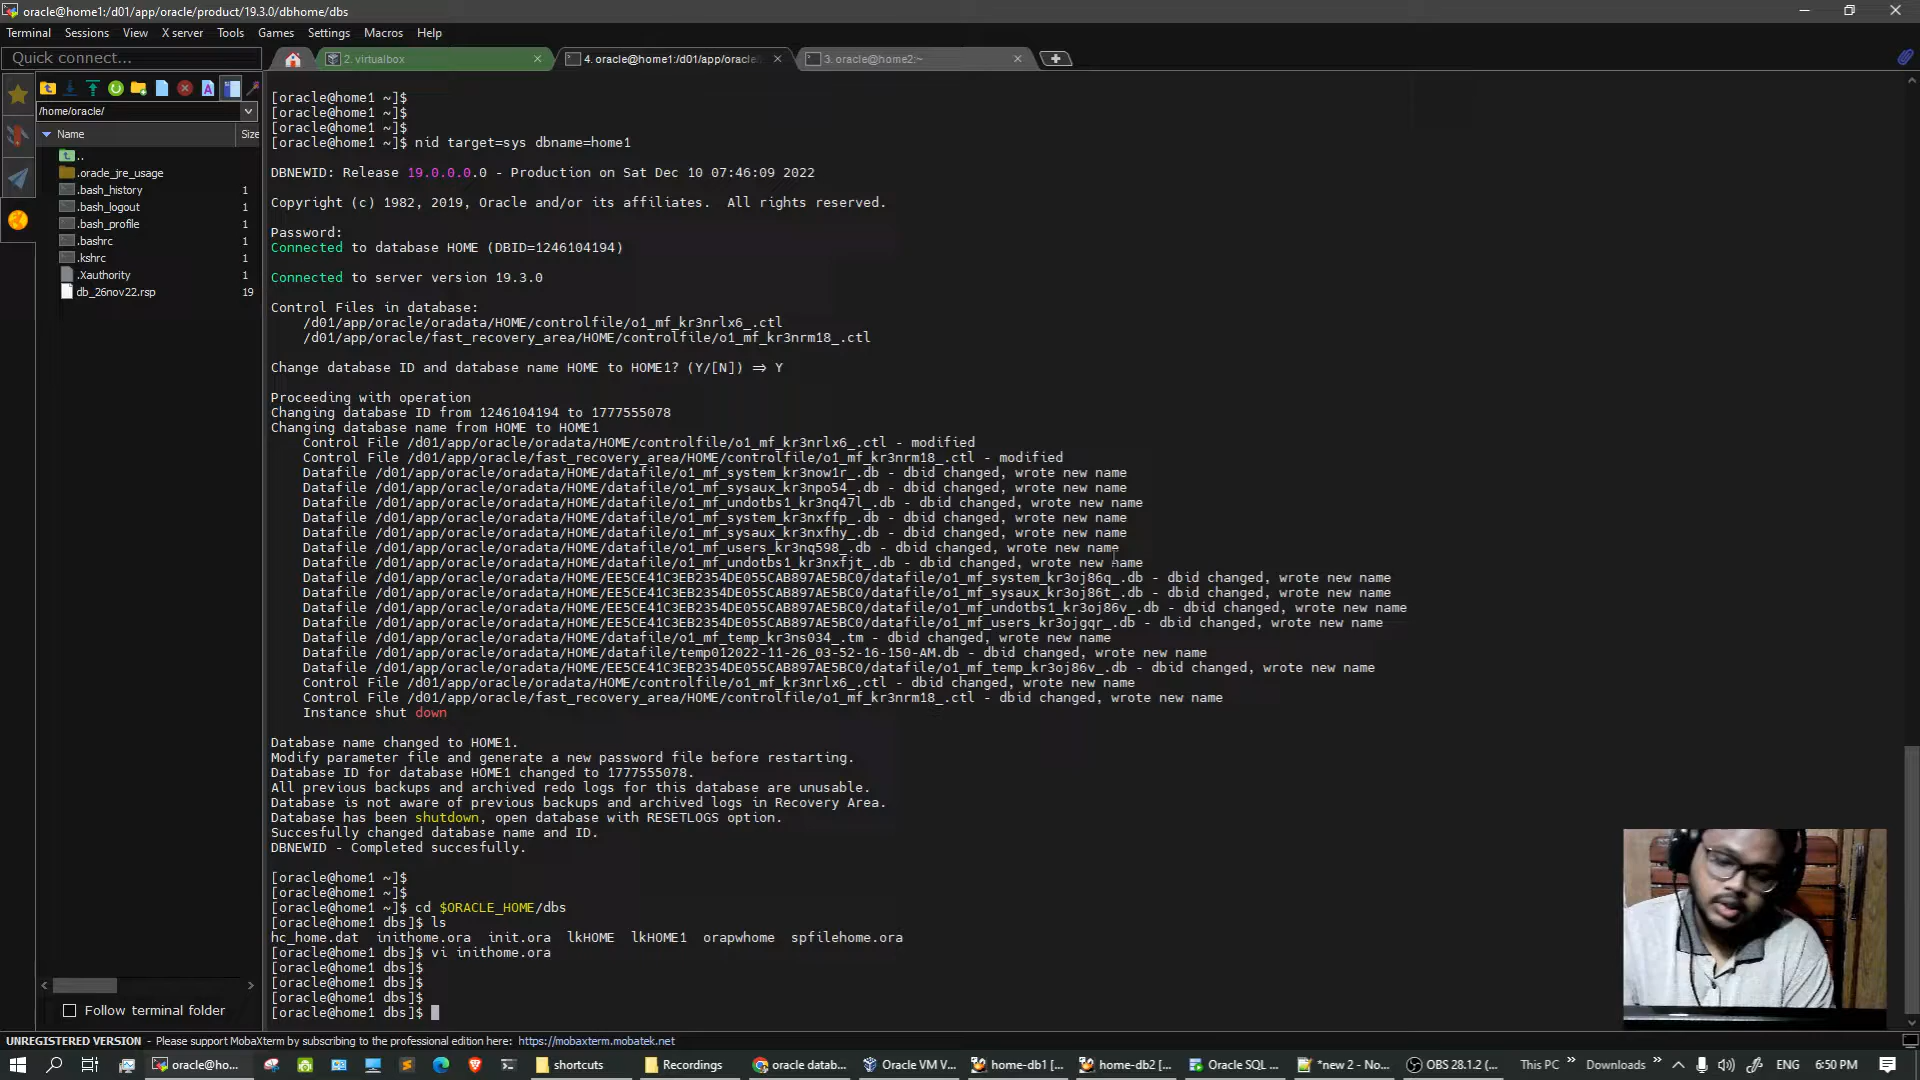 oracle@home1:/d01/app/oracle/product/19.3.0/dbhome/dbs
Terminal Sessions View X server Tools Games Settings Macros Help
Quick connect...
2. virtualbox
4. oracle@home1:/d01/app/oracle/
3. oracle@home2:~
/home/oracle/
Name Size
..
.oracle_jre_usage
.bash_history 1
.bash_logout 1
.bash_profile 1
.bashrc 1
.kshrc 1
.Xauthority 1
db_26nov22.rsp 19
[oracle@home1 ~]$
[oracle@home1 ~]$
[oracle@home1 ~]$
[oracle@home1 ~]$ nid target=sys dbname=home1
DBNEWID: Release 19.0.0.0.0 - Production on Sat Dec 10 07:46:09 2022
Copyright (c) 1982, 2019, Oracle and/or its affiliates.  All rights reserved.
Password:
Connected to database HOME (DBID=1246104194)
Connected to server version 19.3.0
Control Files in database:
/d01/app/oracle/oradata/HOME/controlfile/o1_mf_kr3nrlx6_.ctl
/d01/app/oracle/fast_recovery_area/HOME/controlfile/o1_mf_kr3nrm18_.ctl
Change database ID and database name HOME to HOME1? (Y/[N]) => Y
Proceeding with operation
Changing database ID from 1246104194 to 1777555078
Changing database name from HOME to HOME1
Control File /d01/app/oracle/oradata/HOME/controlfile/o1_mf_kr3nrlx6_.ctl - modified
Control File /d01/app/oracle/fast_recovery_area/HOME/controlfile/o1_mf_kr3nrm18_.ctl - modified
Datafile /d01/app/oracle/oradata/HOME/datafile/o1_mf_system_kr3now1r_.db - dbid changed, wrote new name
Datafile /d01/app/oracle/oradata/HOME/datafile/o1_mf_sysaux_kr3npo54_.db - dbid changed, wrote new name
Datafile /d01/app/oracle/oradata/HOME/datafile/o1_mf_undotbs1_kr3nq47l_.db - dbid changed, wrote new name
Datafile /d01/app/oracle/oradata/HOME/datafile/o1_mf_system_kr3nxffp_.db - dbid changed, wrote new name
Datafile /d01/app/oracle/oradata/HOME/datafile/o1_mf_sysaux_kr3nxfhy_.db - dbid changed, wrote new name
Datafile /d01/app/oracle/oradata/HOME/datafile/o1_mf_users_kr3nq598_.db - dbid changed, wrote new name
Datafile /d01/app/oracle/oradata/HOME/datafile/o1_mf_undotbs1_kr3nxfjt_.db - dbid changed, wrote new name
Datafile /d01/app/oracle/oradata/HOME/EE5CE41C3EB2354DE055CAB897AE5BC0/datafile/o1_mf_system_kr3oj86q_.db - dbid changed, wrote new name
Datafile /d01/app/oracle/oradata/HOME/EE5CE41C3EB2354DE055CAB897AE5BC0/datafile/o1_mf_sysaux_kr3oj86t_.db - dbid changed, wrote new name
Datafile /d01/app/oracle/oradata/HOME/EE5CE41C3EB2354DE055CAB897AE5BC0/datafile/o1_mf_undotbs1_kr3oj86v_.db - dbid changed, wrote new name
Datafile /d01/app/oracle/oradata/HOME/EE5CE41C3EB2354DE055CAB897AE5BC0/datafile/o1_mf_users_kr3ojgqr_.db - dbid changed, wrote new name
Datafile /d01/app/oracle/oradata/HOME/datafile/o1_mf_temp_kr3ns034_.tm - dbid changed, wrote new name
Datafile /d01/app/oracle/oradata/HOME/datafile/temp012022-11-26_03-52-16-150-AM.db - dbid changed, wrote new name
Datafile /d01/app/oracle/oradata/HOME/EE5CE41C3EB2354DE055CAB897AE5BC0/datafile/o1_mf_temp_kr3oj86v_.db - dbid changed, wrote new name
Control File /d01/app/oracle/oradata/HOME/controlfile/o1_mf_kr3nrlx6_.ctl - dbid changed, wrote new name
Control File /d01/app/oracle/fast_recovery_area/HOME/controlfile/o1_mf_kr3nrm18_.ctl - dbid changed, wrote new name
Instance shut down
Database name changed to HOME1.
Modify parameter file and generate a new password file before restarting.
Database ID for database HOME1 changed to 1777555078.
All previous backups and archived redo logs for this database are unusable.
Database is not aware of previous backups and archived logs in Recovery Area.
Database has been shutdown, open database with RESETLOGS option.
Succesfully changed database name and ID.
DBNEWID - Completed succesfully.
[oracle@home1 ~]$
[oracle@home1 ~]$
[oracle@home1 ~]$ cd $ORACLE_HOME/dbs
[oracle@home1 dbs]$ ls
hc_home.dat  inithome.ora  init.ora  lkHOME  lkHOME1  orapwhome  spfilehome.ora
[oracle@home1 dbs]$ vi inithome.ora
[oracle@home1 dbs]$
[oracle@home1 dbs]$
[oracle@home1 dbs]$
[oracle@home1 dbs]$
Follow terminal folder
UNREGISTERED VERSION - Please support MobaXterm by subscribing to the professional edition here: https://mobaxterm.mobatek.net
oracle@ho... shortcuts Recordings oracle datab... Oracle VM V... home-db1 [... home-db2 [... Oracle SQL ... *new 2 - No... OBS 28.1.2 (... This PC » Downloads » ENG 6:50 PM